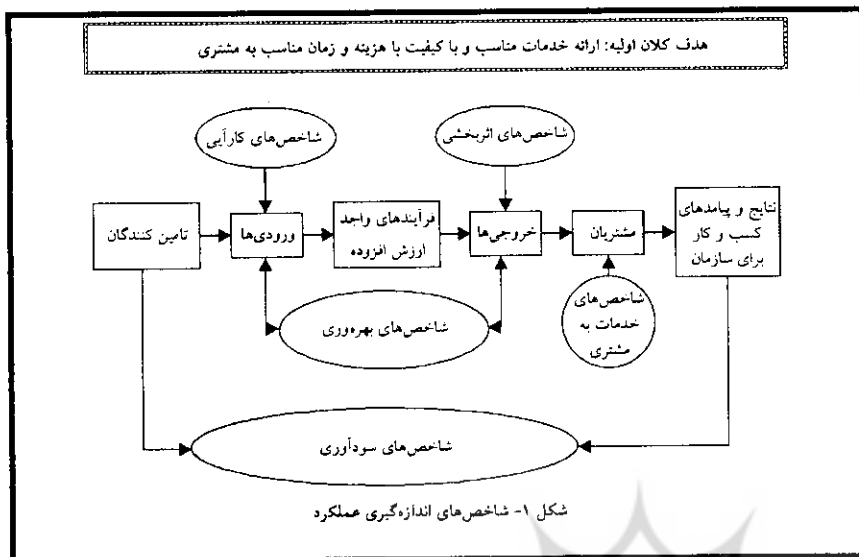 هدف کلان اولیه: ارائه خدمات مناسب و با کیفیت با هزینه و زمان مناسب به مشتری
شاخص‌های کارآیی
شاخص‌های اثربخشی
تامین کنندگان
ورودی‌ها
فرآیندهای واجد
ارزش افزوده
خروجی‌ها
مشتریان
نتایج و پیامدهای
کسب و کار
برای سازمان
شاخص‌های بهره‌وری
شاخص‌های
خدمات به
مشتری
شاخص‌های سودآوری
شکل ۱- شاخص‌های اندازه‌گیری عملکرد